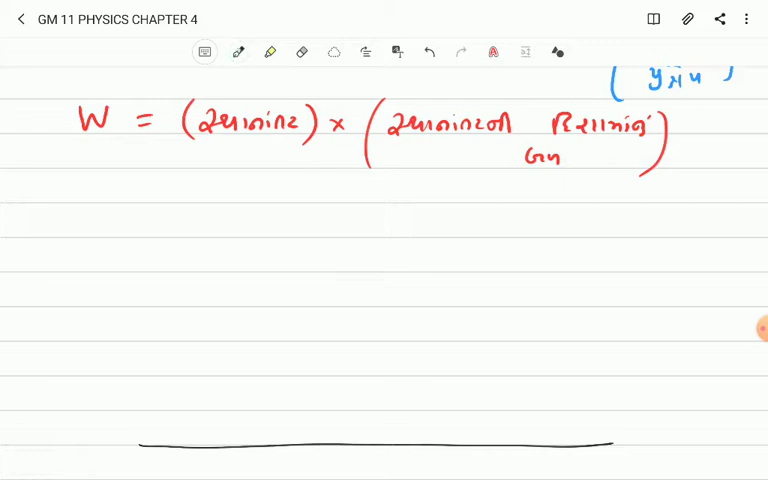 GM 11 PHYSICS CHAPTER 4
W = (સ્થાનાંતર) × (સ્થાનાંતરની દિશામાં
બળ)